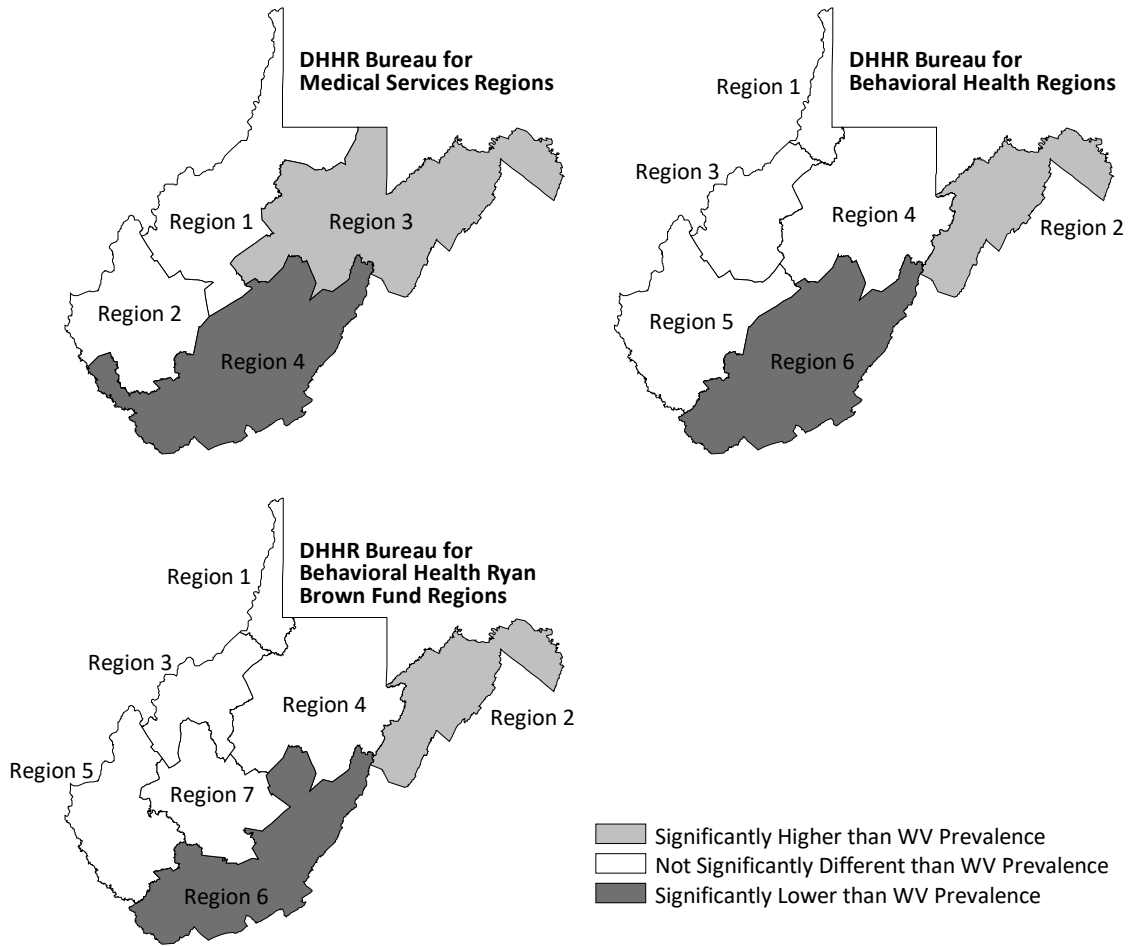 DHHR Bureau for
Medical Services Regions
Region 1
Region 3
Region 2
Region 4
DHHR Bureau for
Behavioral Health Regions
Region 1
Region 3
Region 4
Region 2
Region 5
Region 6
DHHR Bureau for
Behavioral Health Ryan
Brown Fund Regions
Region 1
Region 3
Region 4
Region 2
Region 5
Region 7
Region 6
Significantly Higher than WV Prevalence
Not Significantly Different than WV Prevalence
Significantly Lower than WV Prevalence